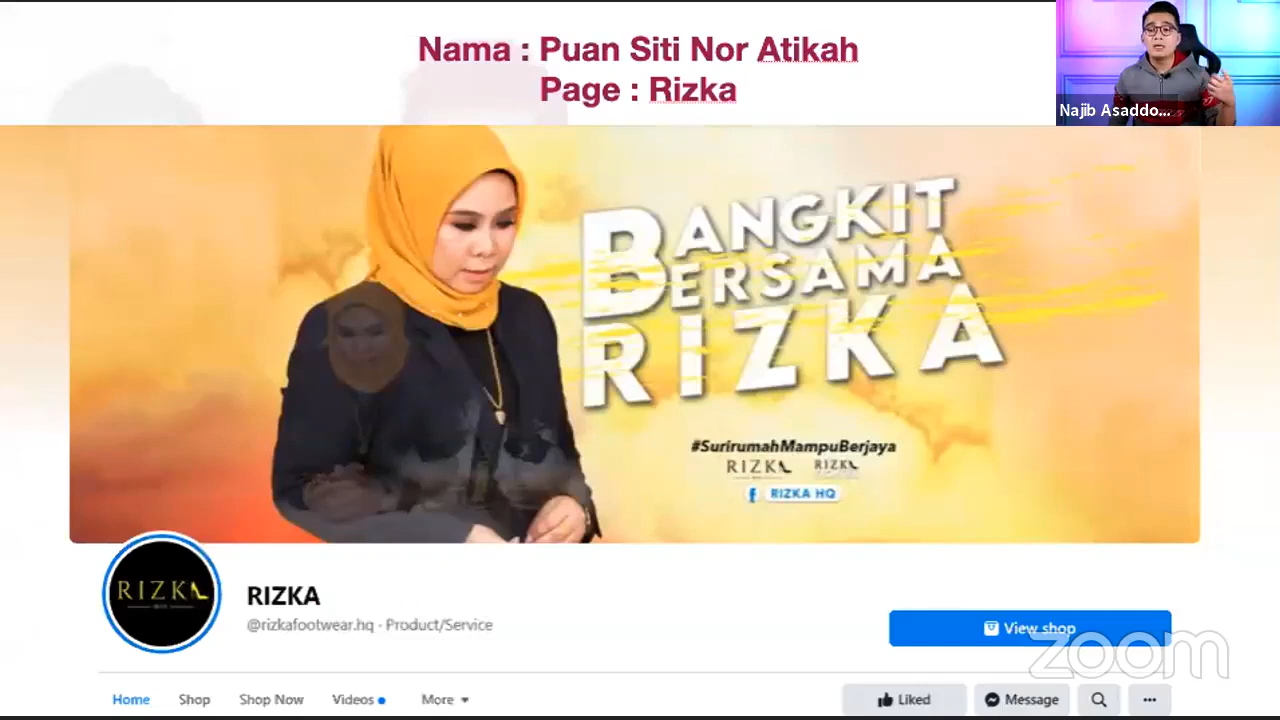 Nama : Puan Siti Nor Atikah
Page : Rizka
Najib Asaddo...
BANGKIT
BERSAMA
RIZKA
#SurirumahMampuBerjaya
RIZKA RIZKA
f RIZKA HQ
RIZKA
RIZKA
@rizkafootwear.hq · Product/Service
View shop
zoom
Home Shop Shop Now Videos More Liked Message